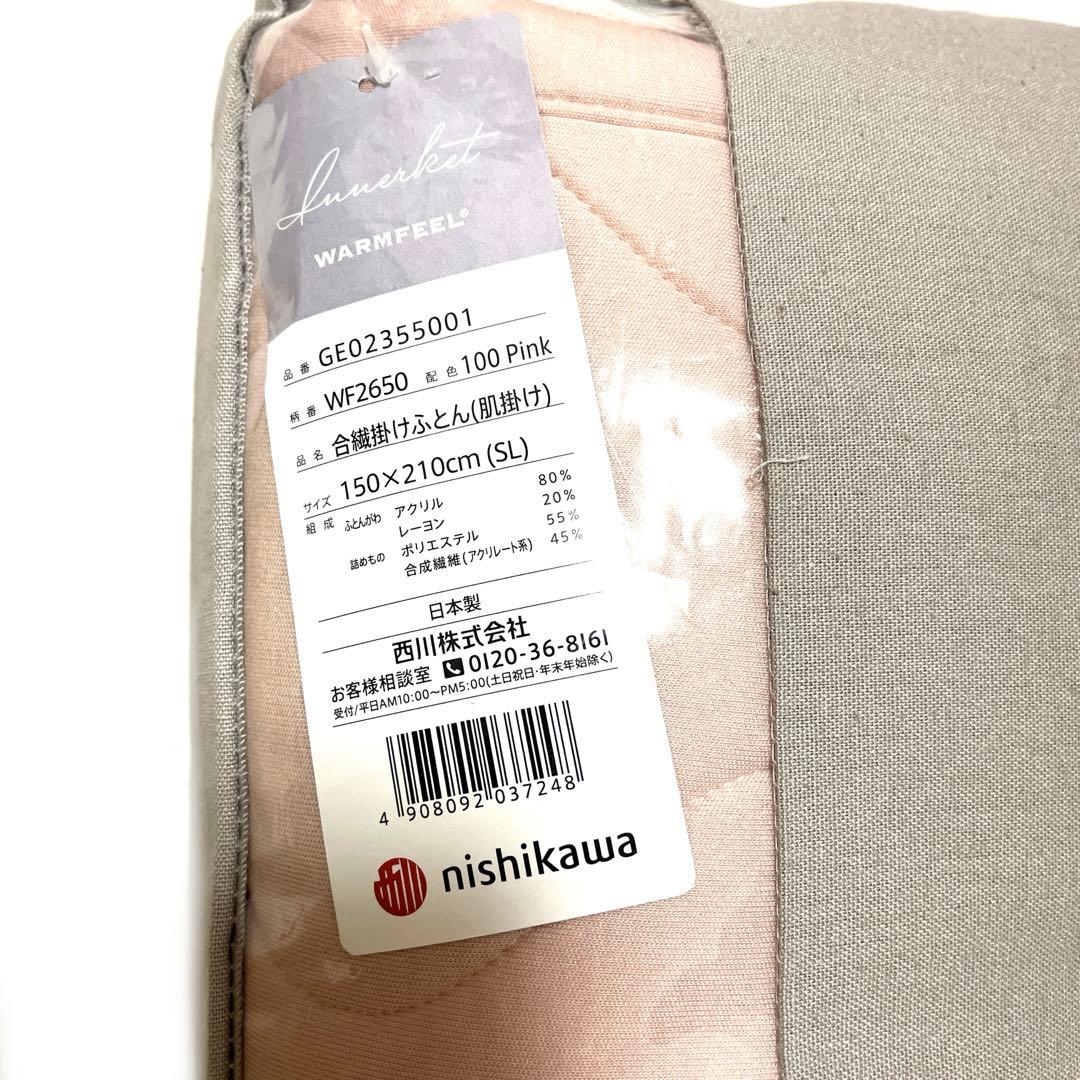 Innerket
WARMFEEL®
品番 GE02355001
柄番 WF2650 配色 100 Pink
品名 合繊掛けふとん(肌掛け)
サイズ 150×210cm (SL)
組成 ふとんがわ アクリル 80%
レーヨン 20%
詰めもの ポリエステル 55%
合成繊維(アクリレート系) 45%
日本製
西川株式会社
お客様相談室 0120-36-8161
受付/平日AM10:00〜PM5:00(土日祝日・年末年始除く)
4 908092 037248
nishikawa